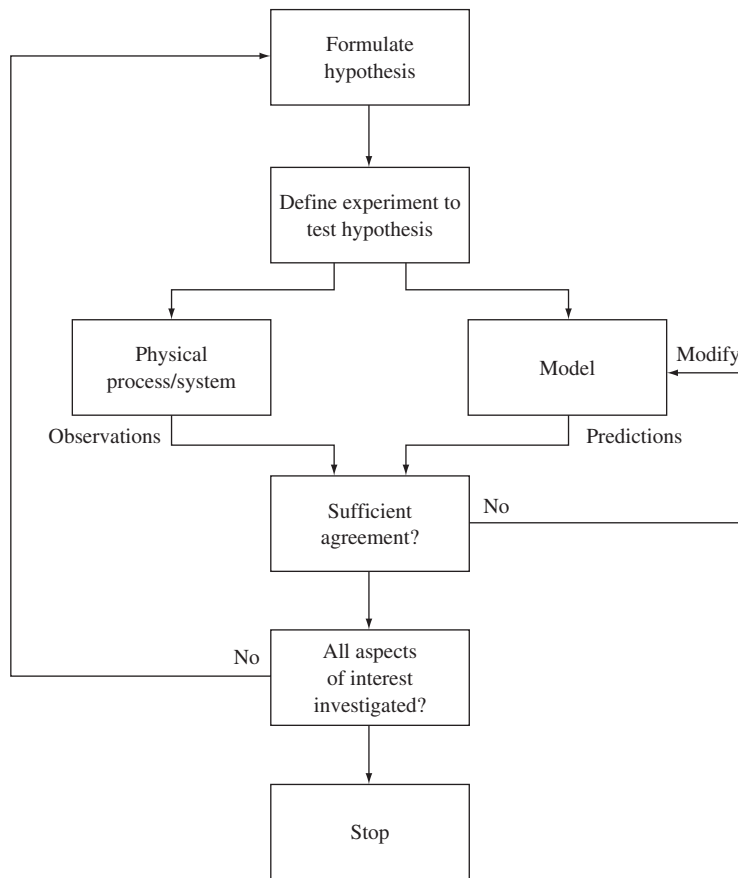 Formulate
hypothesis
Define experiment to
test hypothesis
Physical
process/system
Model
Modify
Observations
Predictions
Sufficient
agreement?
No
All aspects
of interest
investigated?
No
Stop